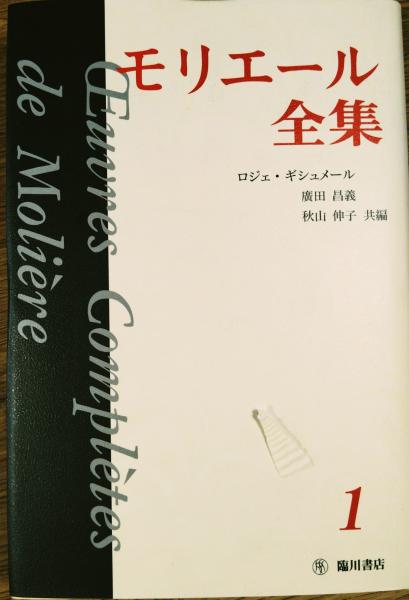 モリエール
全集
Œuvres Complètes
de Molière
ロジェ・ギシュメール
廣田 昌義
秋山 伸子 共編
1
臨川書店